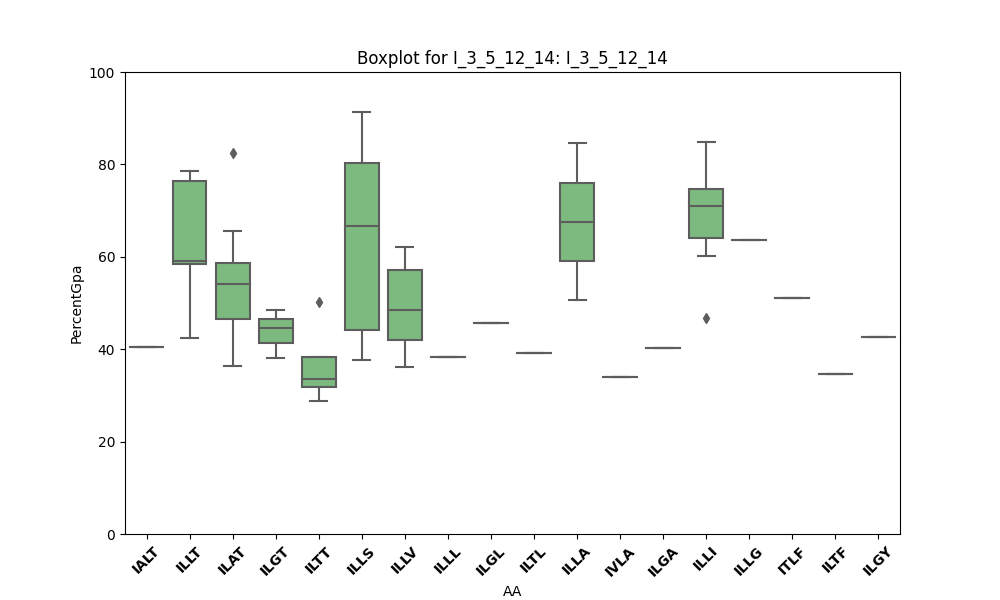 Boxplot for I_3_5_12_14: I_3_5_12_14
PercentGpa
100
80
60
40
20
0
IALT ILLT ILAT ILGT ILTT ILLS ILLV ILLL ILGL ILTL ILLA IVLA ILGA ILLI ILLG ITLF ILTF ILGY
AA